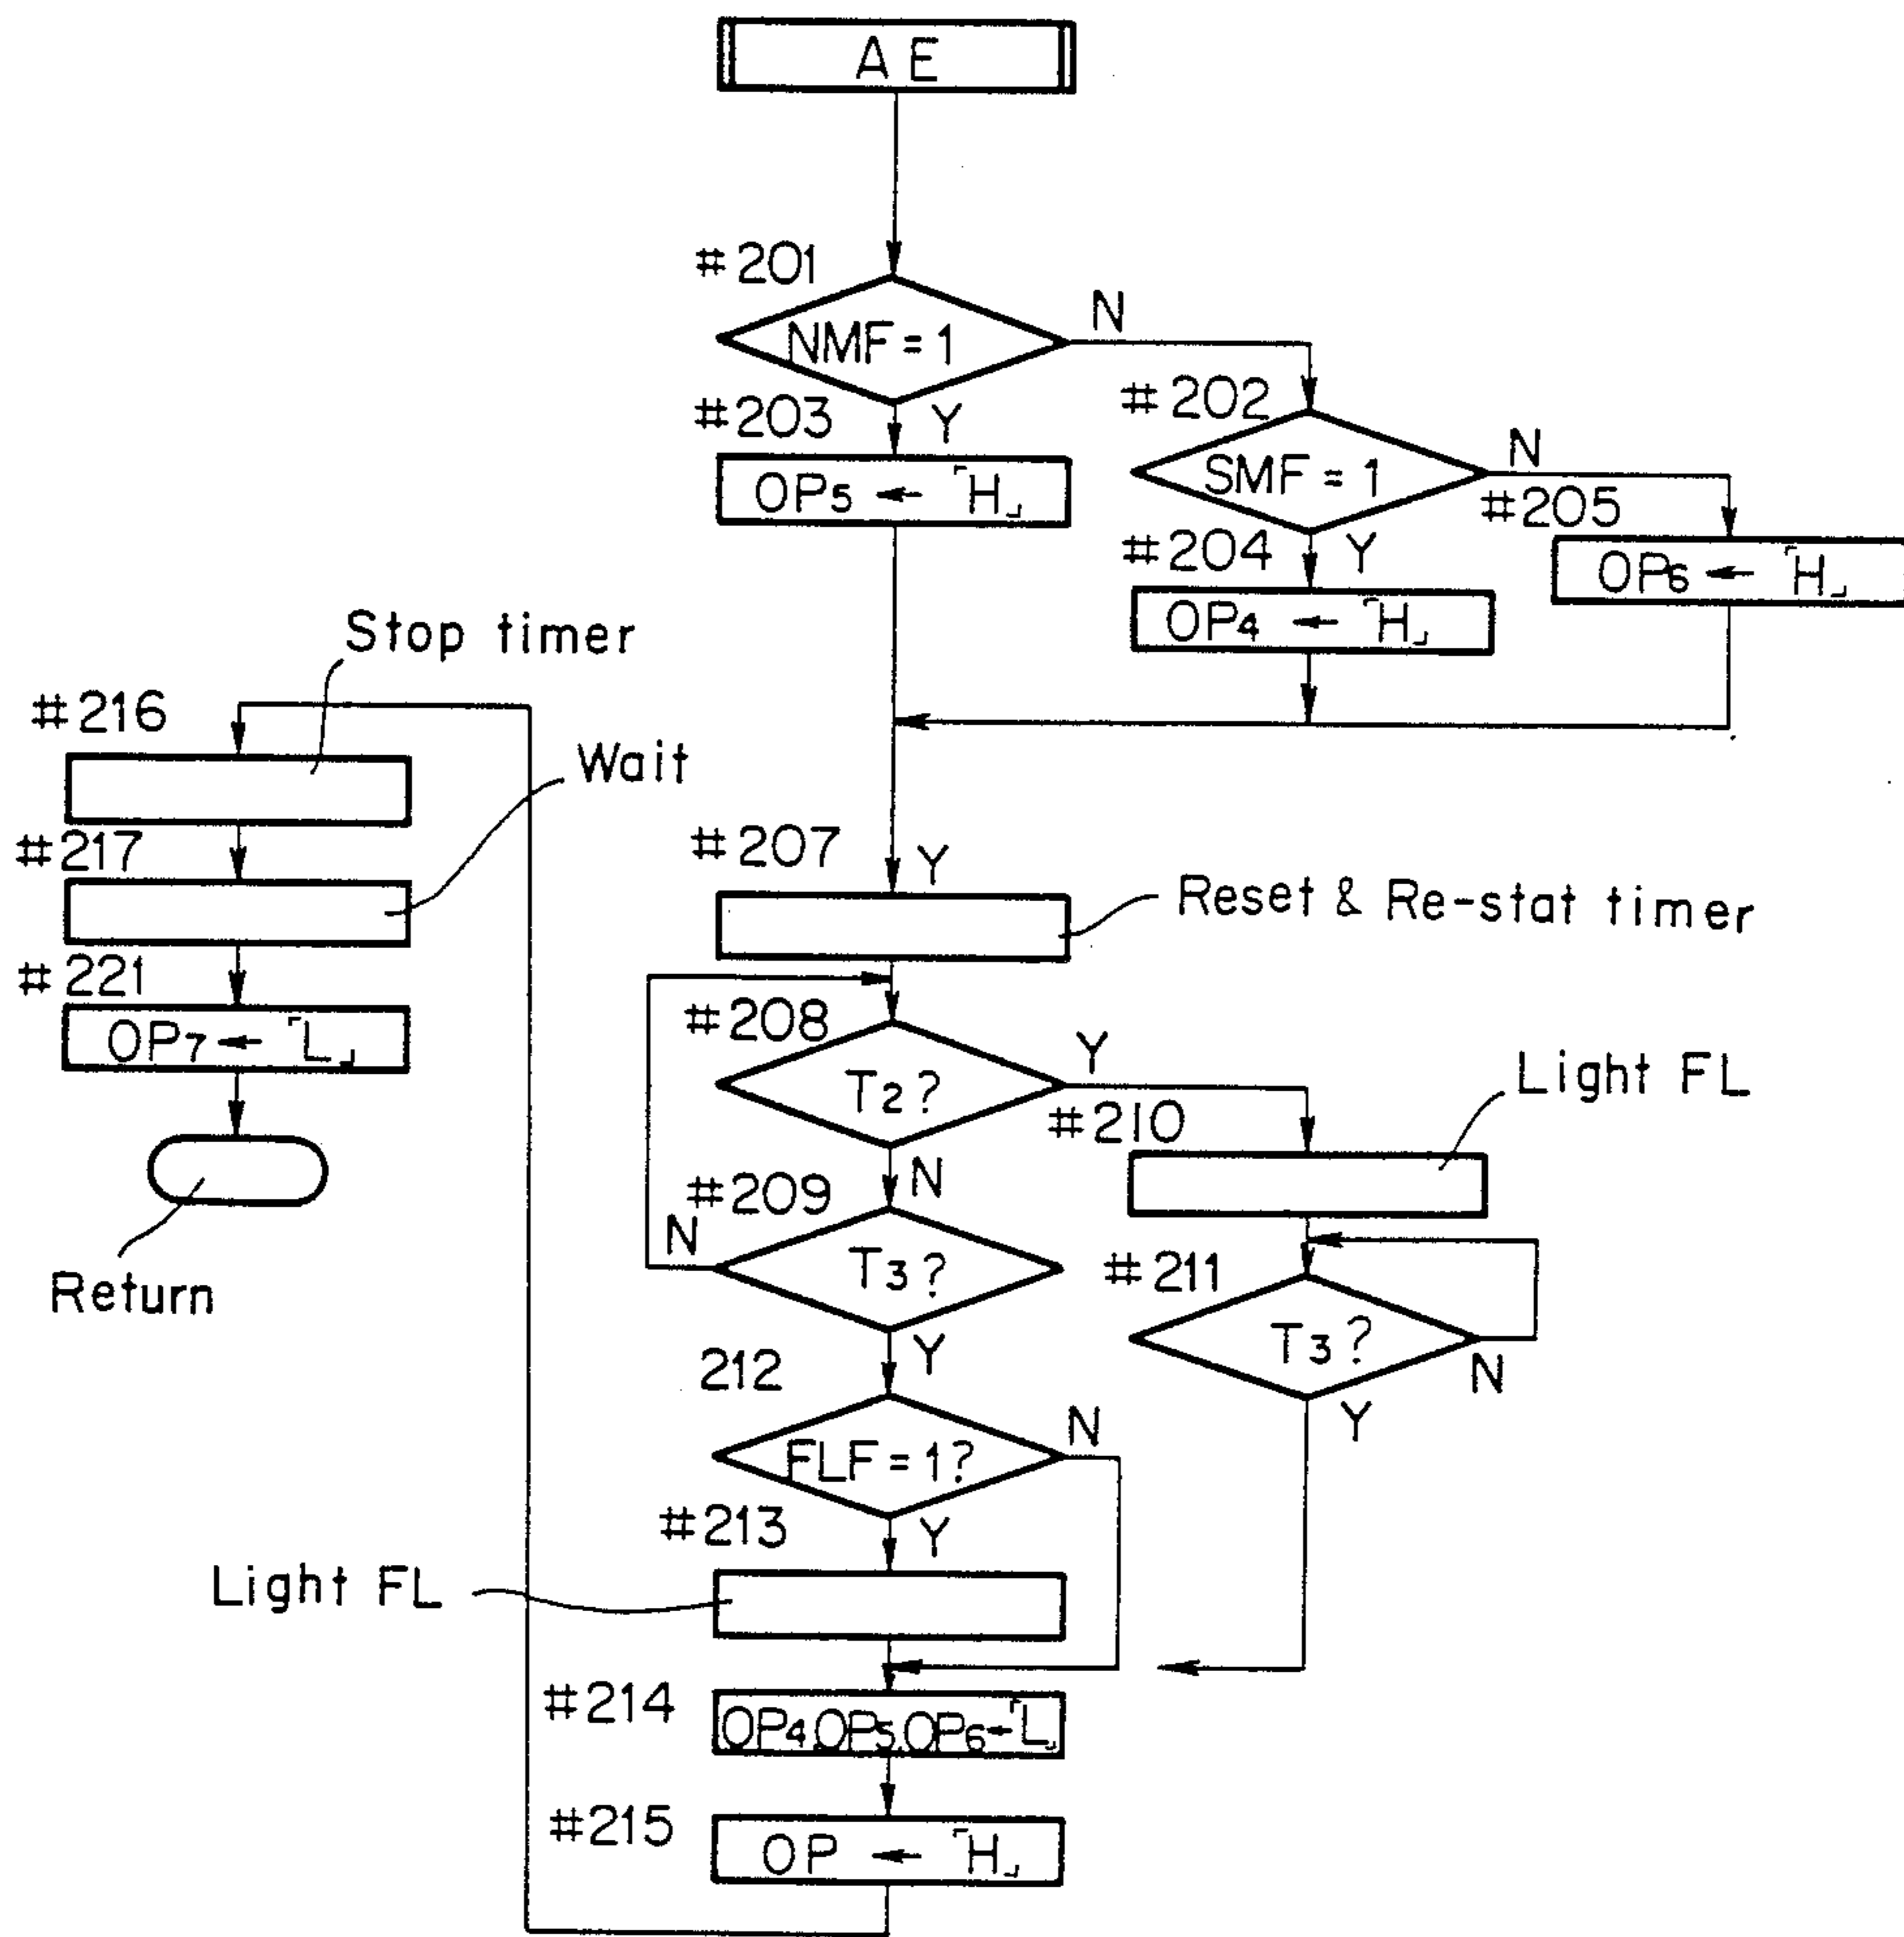 AE
#201
NMF = 1
N
#203
Y
OP5 ← 「H」
#202
SMF = 1
N
#204
Y
OP4 ← 「H」
#205
OP6 ← 「H」
#207
Y
Reset & Re-stat timer
#208
T2?
Y
N
#210
Light FL
#209
T3?
N
Y
#211
T3?
N
Y
212
FLF = 1?
N
Y
#213
Light FL
#214
OP4.OP5.OP6←「L」
#215
OP ← 「H」
#216
Stop timer
#217
Wait
#221
OP7 ← 「L」
Return